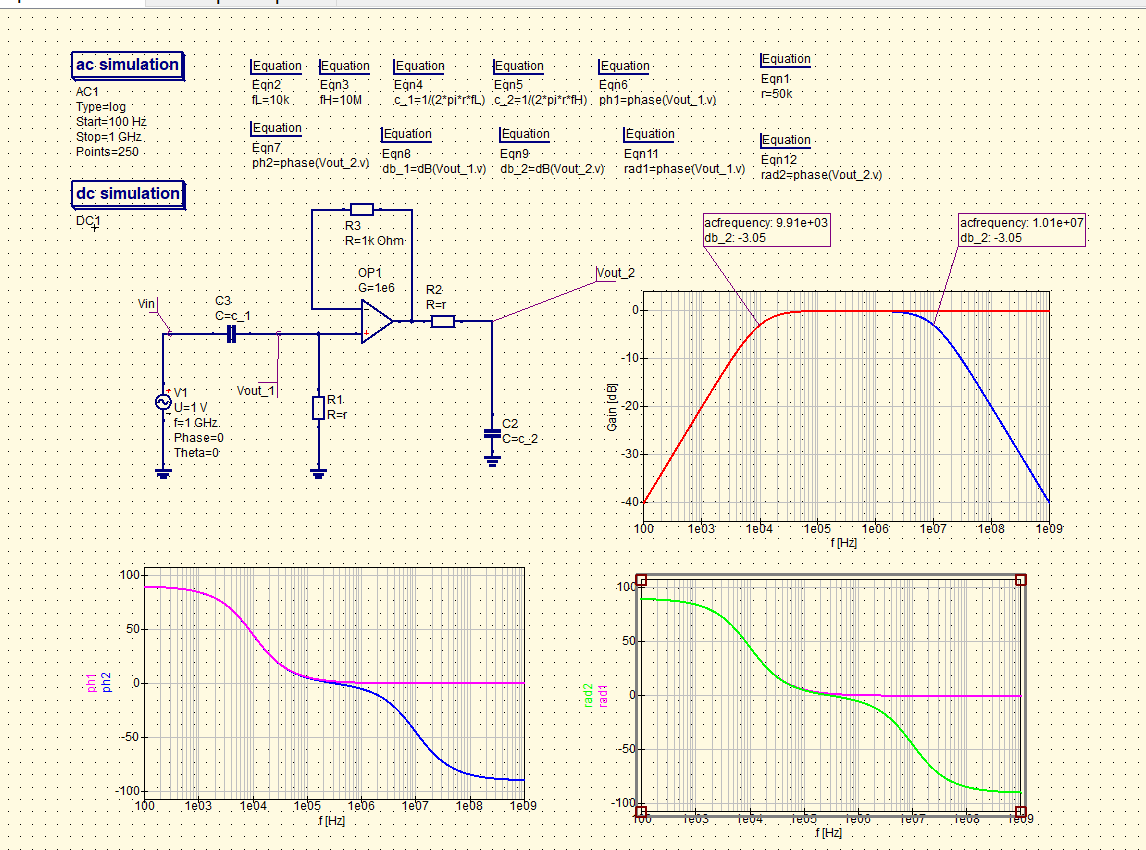 ac simulation
AC1
Type=log
Start=100 Hz
Stop=1 GHz
Points=250
dc simulation
DC1
Equation
Eqn2
fL=10k
Equation
Eqn3
fH=10M
Equation
Eqn4
c_1=1/(2*pi*r*fL)
Equation
Eqn5
c_2=1/(2*pi*r*fH)
Equation
Eqn6
ph1=phase(Vout_1.v)
Equation
Eqn1
r=50k
Equation
Eqn7
ph2=phase(Vout_2.v)
Equation
Eqn8
db_1=dB(Vout_1.v)
Equation
Eqn9
db_2=dB(Vout_2.v)
Equation
Eqn11
rad1=phase(Vout_1.v)
Equation
Eqn12
rad2=phase(Vout_2.v)
R3
R=1k Ohm
OP1
G=1e6
R2
R=r
Vout_2
Vin
C3
C=c_1
Vout_1
V1
U=1 V
f=1 GHz
Phase=0
Theta=0
R1
R=r
C2
C=c_2
acfrequency: 9.91e+03
db_2: -3.05
acfrequency: 1.01e+07
db_2: -3.05
0
-10
-20
-30
-40
Gain [dB]
100 1e03 1e04 1e05 1e06 1e07 1e08 1e09
f [Hz]
100
50
0
-50
-100
ph1
ph2
100 1e03 1e04 1e05 1e06 1e07 1e08 1e09
f [Hz]
100
50
0
-50
-100
rad2
rad1
100 1e03 1e04 1e05 1e06 1e07 1e08 1e09
f [Hz]